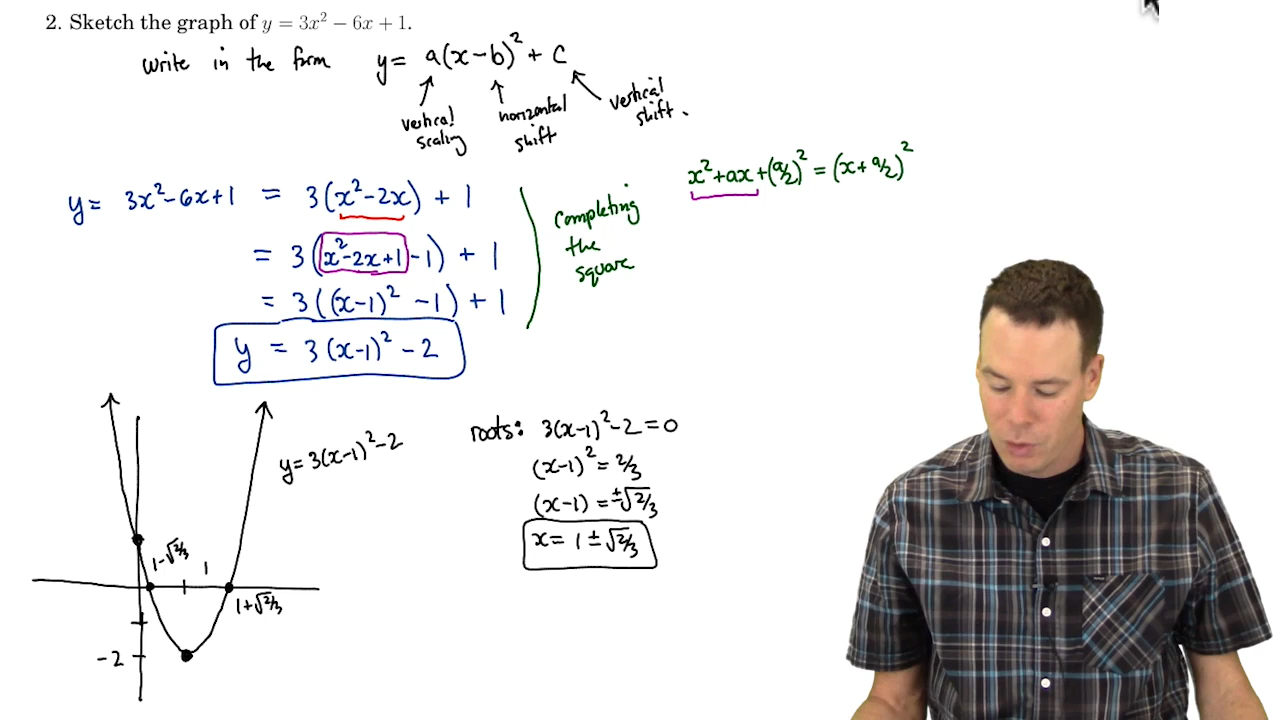 2. Sketch the graph of y = 3x² − 6x + 1.
write in the form y = a(x-b)² + c
vertical scaling
horizontal shift
vertical shift.
x²+ax+(a/2)² = (x+a/2)²
y = 3x²-6x+1 = 3(x²-2x) + 1
= 3(x²-2x+1-1) + 1
= 3((x-1)² -1) + 1
y = 3(x-1)² -2
completing
the
square
y=3(x-1)²-2
1-√2/3
1
1+√2/3
-2
roots: 3(x-1)²-2=0
(x-1)² = 2/3
(x-1) = ±√2/3
x = 1 ± √2/3